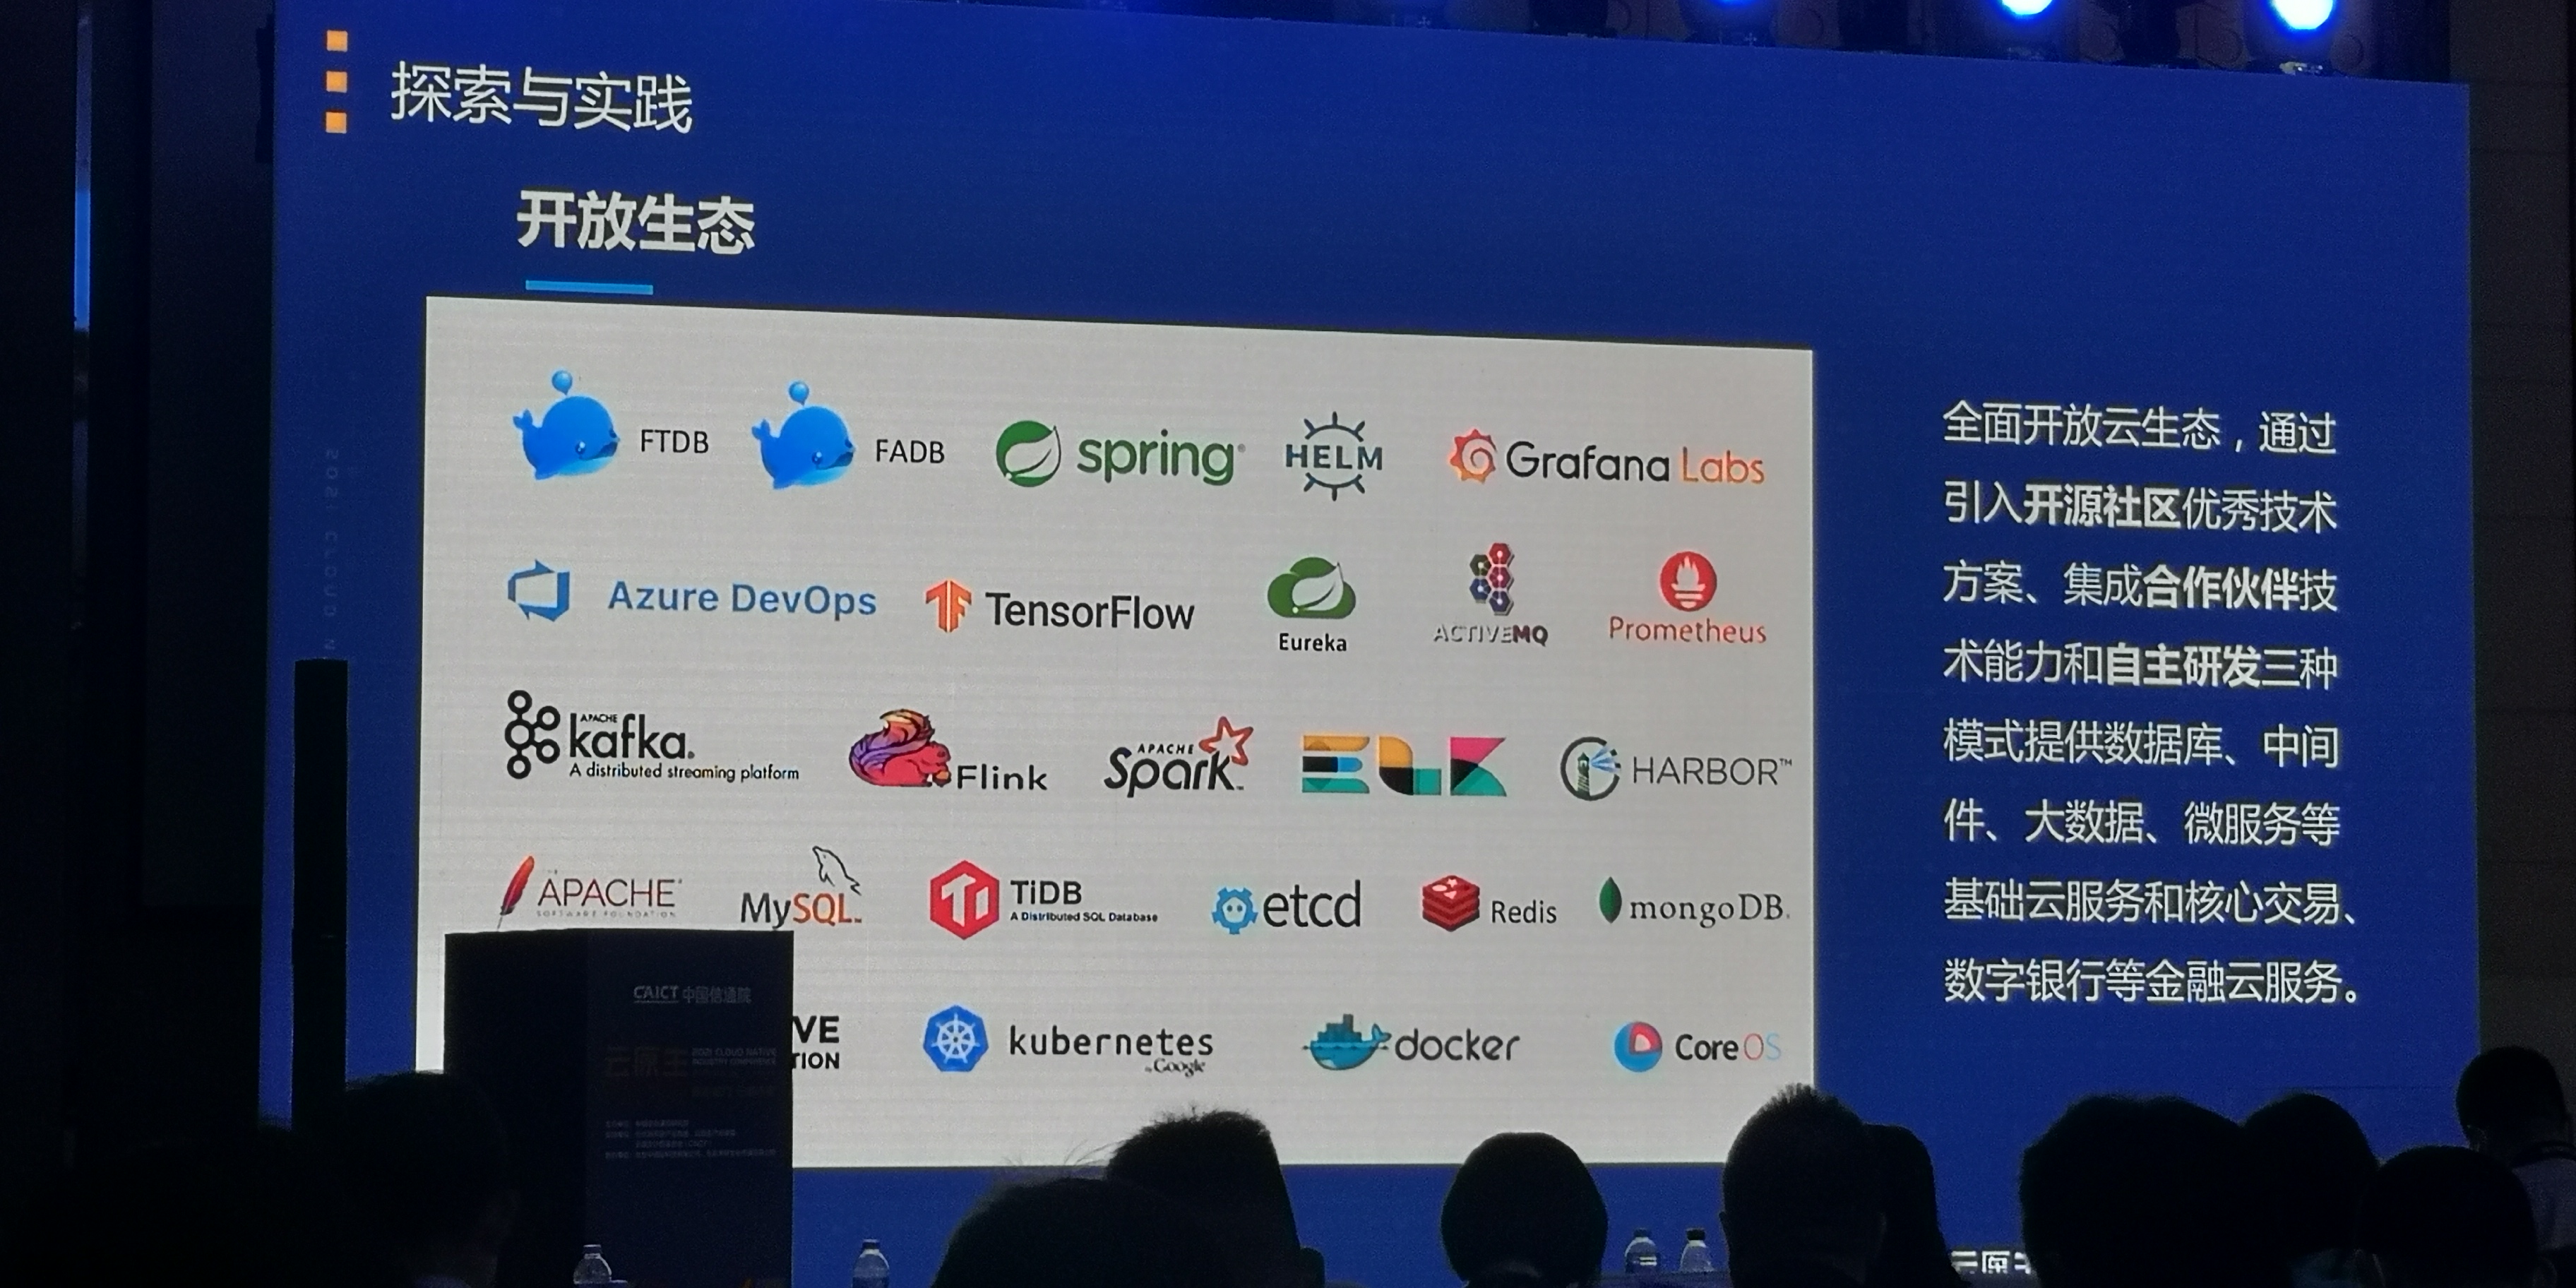 探索与实践
开放生态
FTDB
FADB
spring
HELM
Grafana Labs
Azure DevOps
TensorFlow
Eureka
ACTIVEMQ
Prometheus
APACHE
kafka.
A distributed streaming platform
Flink
APACHE
Spark
ELK
HARBOR™
APACHE
SOFTWARE FOUNDATION
MySQL
TiDB
A Distributed SQL Database
etcd
Redis
mongoDB
VE
TION
kubernetes
by Google
docker
CoreOS
全面开放云生态，通过
引入开源社区优秀技术
方案、集成合作伙伴技
术能力和自主研发三种
模式提供数据库、中间
件、大数据、微服务等
基础云服务和核心交易、
数字银行等金融云服务。
CAICT 中国信通院
云原生
2021 CLOUD NATIVE
INDUSTRY CONFERENCE